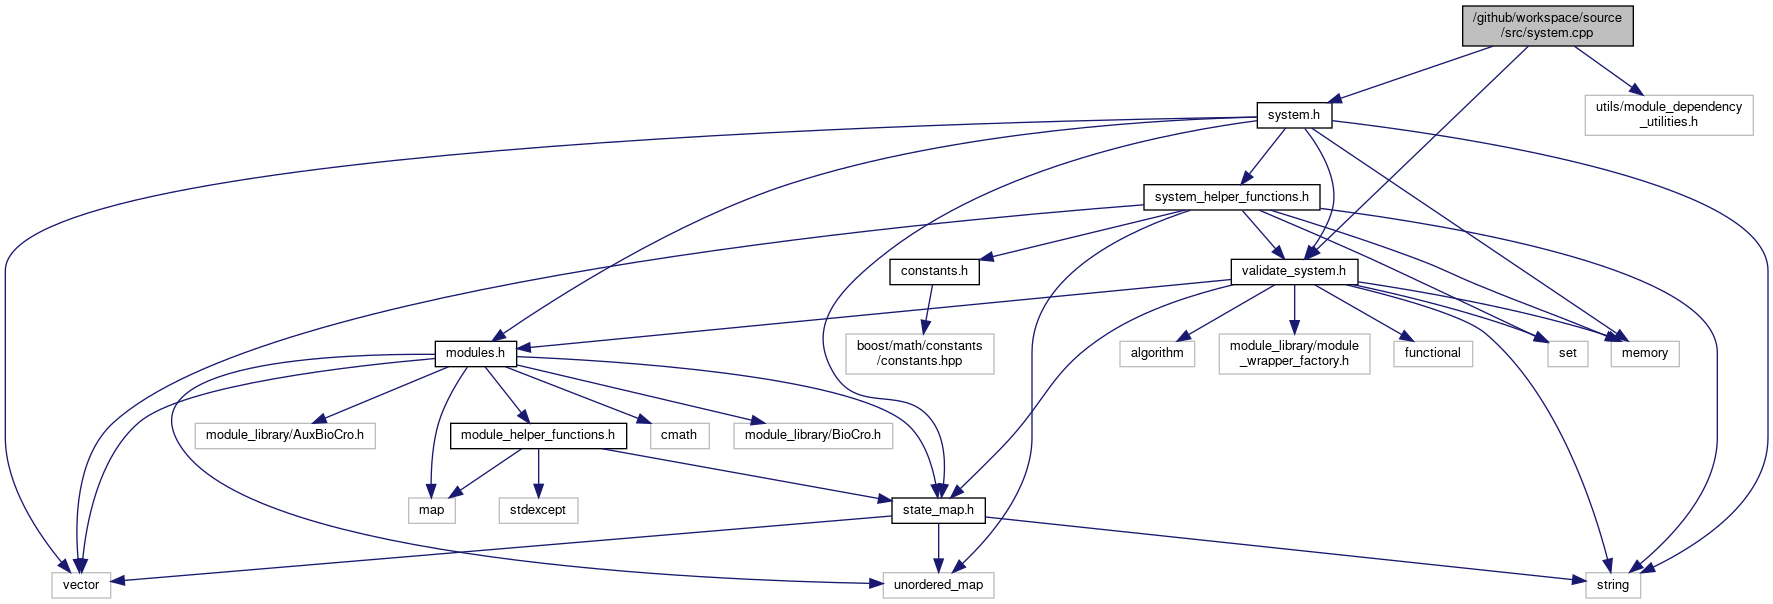 /github/workspace/source
/src/system.cpp
system.h
utils/module_dependency
_utilities.h
system_helper_functions.h
constants.h
validate_system.h
modules.h
boost/math/constants
/constants.hpp
algorithm
module_library/module
_wrapper_factory.h
functional
set
memory
module_library/AuxBioCro.h
module_helper_functions.h
cmath
module_library/BioCro.h
map
stdexcept
state_map.h
vector
unordered_map
string